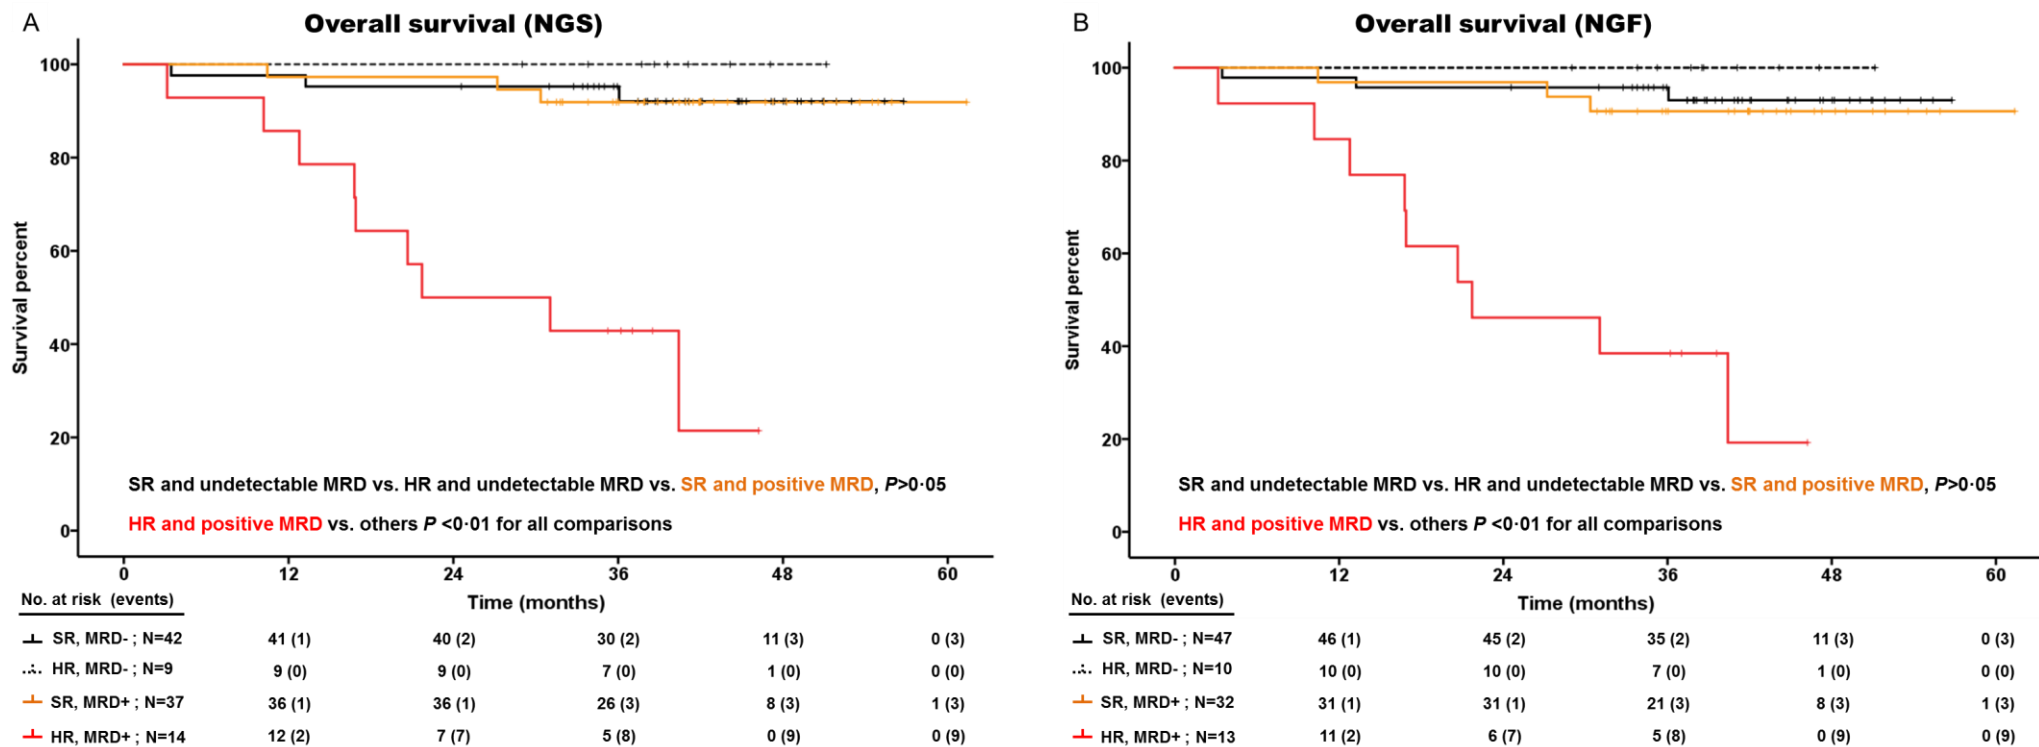 A
Overall survival (NGS)
Survival percent
100
80
60
40
20
0
SR and undetectable MRD vs. HR and undetectable MRD vs. SR and positive MRD, P>0·05
HR and positive MRD vs. others P <0·01 for all comparisons
0 12 24 36 48 60
Time (months)
No. at risk (events)
SR, MRD- ; N=42 41 (1) 40 (2) 30 (2) 11 (3) 0 (3)
HR, MRD- ; N=9 9 (0) 9 (0) 7 (0) 1 (0) 0 (0)
SR, MRD+ ; N=37 36 (1) 36 (1) 26 (3) 8 (3) 1 (3)
HR, MRD+ ; N=14 12 (2) 7 (7) 5 (8) 0 (9) 0 (9)
B
Overall survival (NGF)
Survival percent
100
80
60
40
20
0
SR and undetectable MRD vs. HR and undetectable MRD vs. SR and positive MRD, P>0·05
HR and positive MRD vs. others P <0·01 for all comparisons
0 12 24 36 48 60
Time (months)
No. at risk (events)
SR, MRD- ; N=47 46 (1) 45 (2) 35 (2) 11 (3) 0 (3)
HR, MRD- ; N=10 10 (0) 10 (0) 7 (0) 1 (0) 0 (0)
SR, MRD+ ; N=32 31 (1) 31 (1) 21 (3) 8 (3) 1 (3)
HR, MRD+ ; N=13 11 (2) 6 (7) 5 (8) 0 (9) 0 (9)